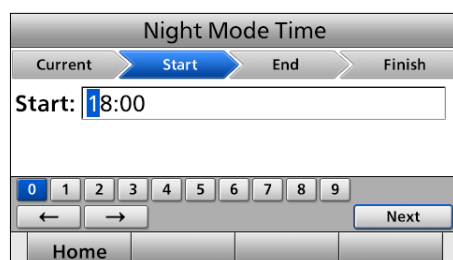 Night Mode Time
Current Start End Finish
Start: 18:00
0 1 2 3 4 5 6 7 8 9
← → Next
Home